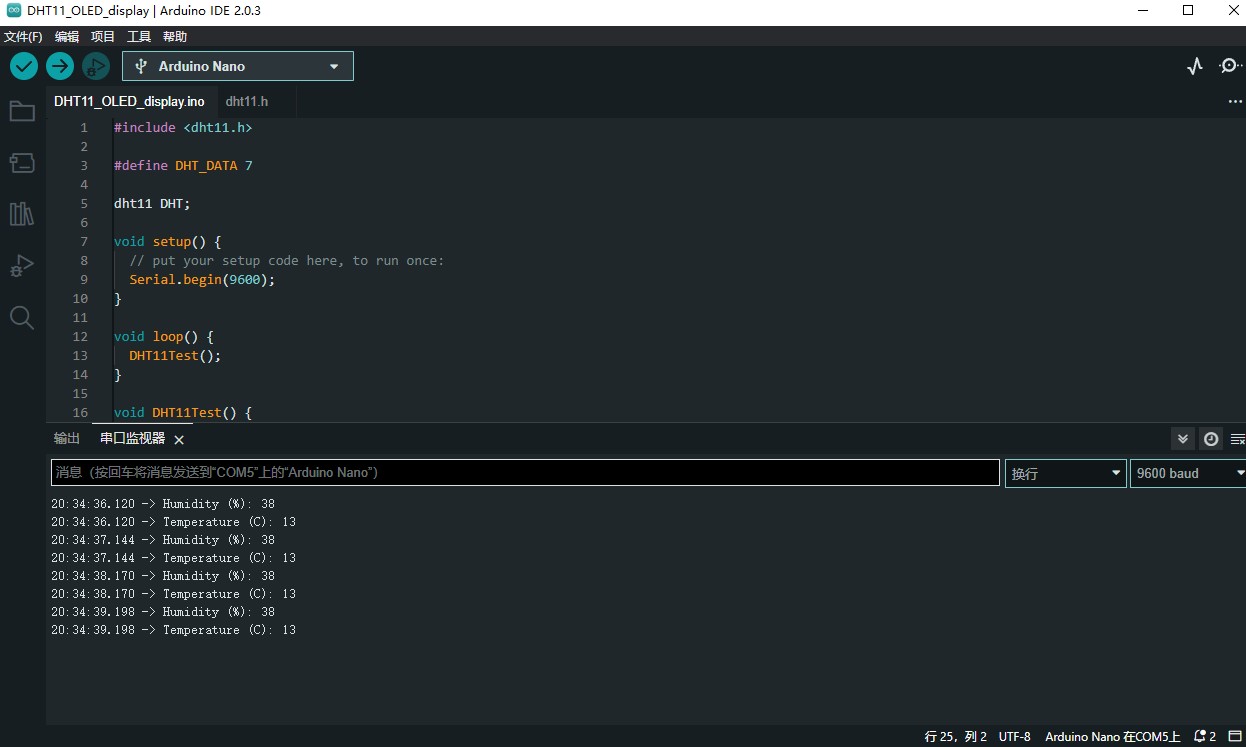 DHT11_OLED_display | Arduino IDE 2.0.3
文件(F) 编辑 项目 工具 帮助
Arduino Nano
DHT11_OLED_display.ino dht11.h
1 #include <dht11.h>
2
3 #define DHT_DATA 7
4
5 dht11 DHT;
6
7 void setup() {
8 // put your setup code here, to run once:
9 Serial.begin(9600);
10 }
11
12 void loop() {
13 DHT11Test();
14 }
15
16 void DHT11Test() {
输出 串口监视器
消息（按回车将消息发送到“COM5”上的“Arduino Nano”） 换行 9600 baud
20:34:36.120 -> Humidity (%): 38
20:34:36.120 -> Temperature (C): 13
20:34:37.144 -> Humidity (%): 38
20:34:37.144 -> Temperature (C): 13
20:34:38.170 -> Humidity (%): 38
20:34:38.170 -> Temperature (C): 13
20:34:39.198 -> Humidity (%): 38
20:34:39.198 -> Temperature (C): 13
行 25，列 2 UTF-8 Arduino Nano 在COM5上 2